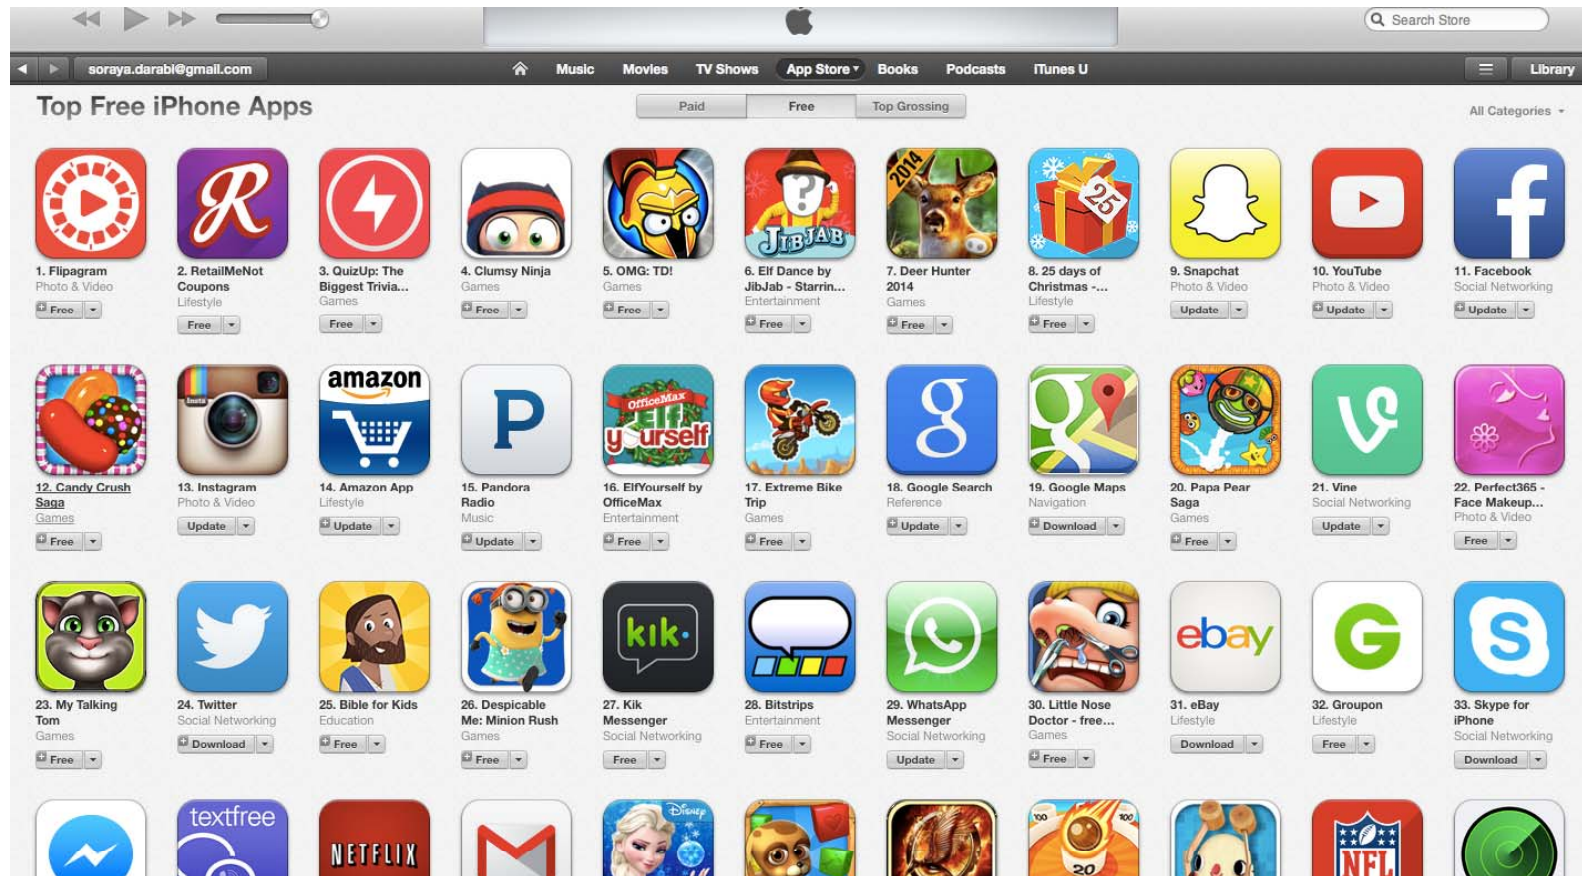 Search Store
soraya.darabi@gmail.com
Music
Movies
TV Shows
App Store
Books
Podcasts
iTunes U
Library
Top Free iPhone Apps
Paid
Free
Top Grossing
All Categories
R
2014
?
JIBJAB
25
f
1. Flipagram
Photo & Video
Free
2. RetailMeNot
Coupons
Lifestyle
Free
3. QuizUp: The
Biggest Trivia...
Games
Free
4. Clumsy Ninja
Games
Free
5. OMG: TD!
Games
Free
6. Elf Dance by
JibJab - Starrin...
Entertainment
Free
7. Deer Hunter
2014
Games
Free
8. 25 days of
Christmas -...
Lifestyle
Free
9. Snapchat
Photo & Video
Update
10. YouTube
Photo & Video
Update
11. Facebook
Social Networking
Update
Insta
amazon
P
OfficeMax
Elf
yourself
g
g
12. Candy Crush
Saga
Games
Free
13. Instagram
Photo & Video
Update
14. Amazon App
Lifestyle
Update
15. Pandora
Radio
Music
Update
16. ElfYourself by
OfficeMax
Entertainment
Free
17. Extreme Bike
Trip
Games
Free
18. Google Search
Reference
Update
19. Google Maps
Navigation
Download
20. Papa Pear
Saga
Games
Free
21. Vine
Social Networking
Update
22. Perfect365 -
Face Makeup...
Photo & Video
Free
kik
ebay
G
S
23. My Talking
Tom
Games
Free
24. Twitter
Social Networking
Download
25. Bible for Kids
Education
Free
26. Despicable
Me: Minion Rush
Games
Free
27. Kik
Messenger
Social Networking
Free
28. Bitstrips
Entertainment
Free
29. WhatsApp
Messenger
Social Networking
Update
30. Little Nose
Doctor - free...
Games
Free
31. eBay
Lifestyle
Download
32. Groupon
Lifestyle
Free
33. Skype for
iPhone
Social Networking
Download
textfree
NETFLIX
M
Disney
100
100
20
NFL